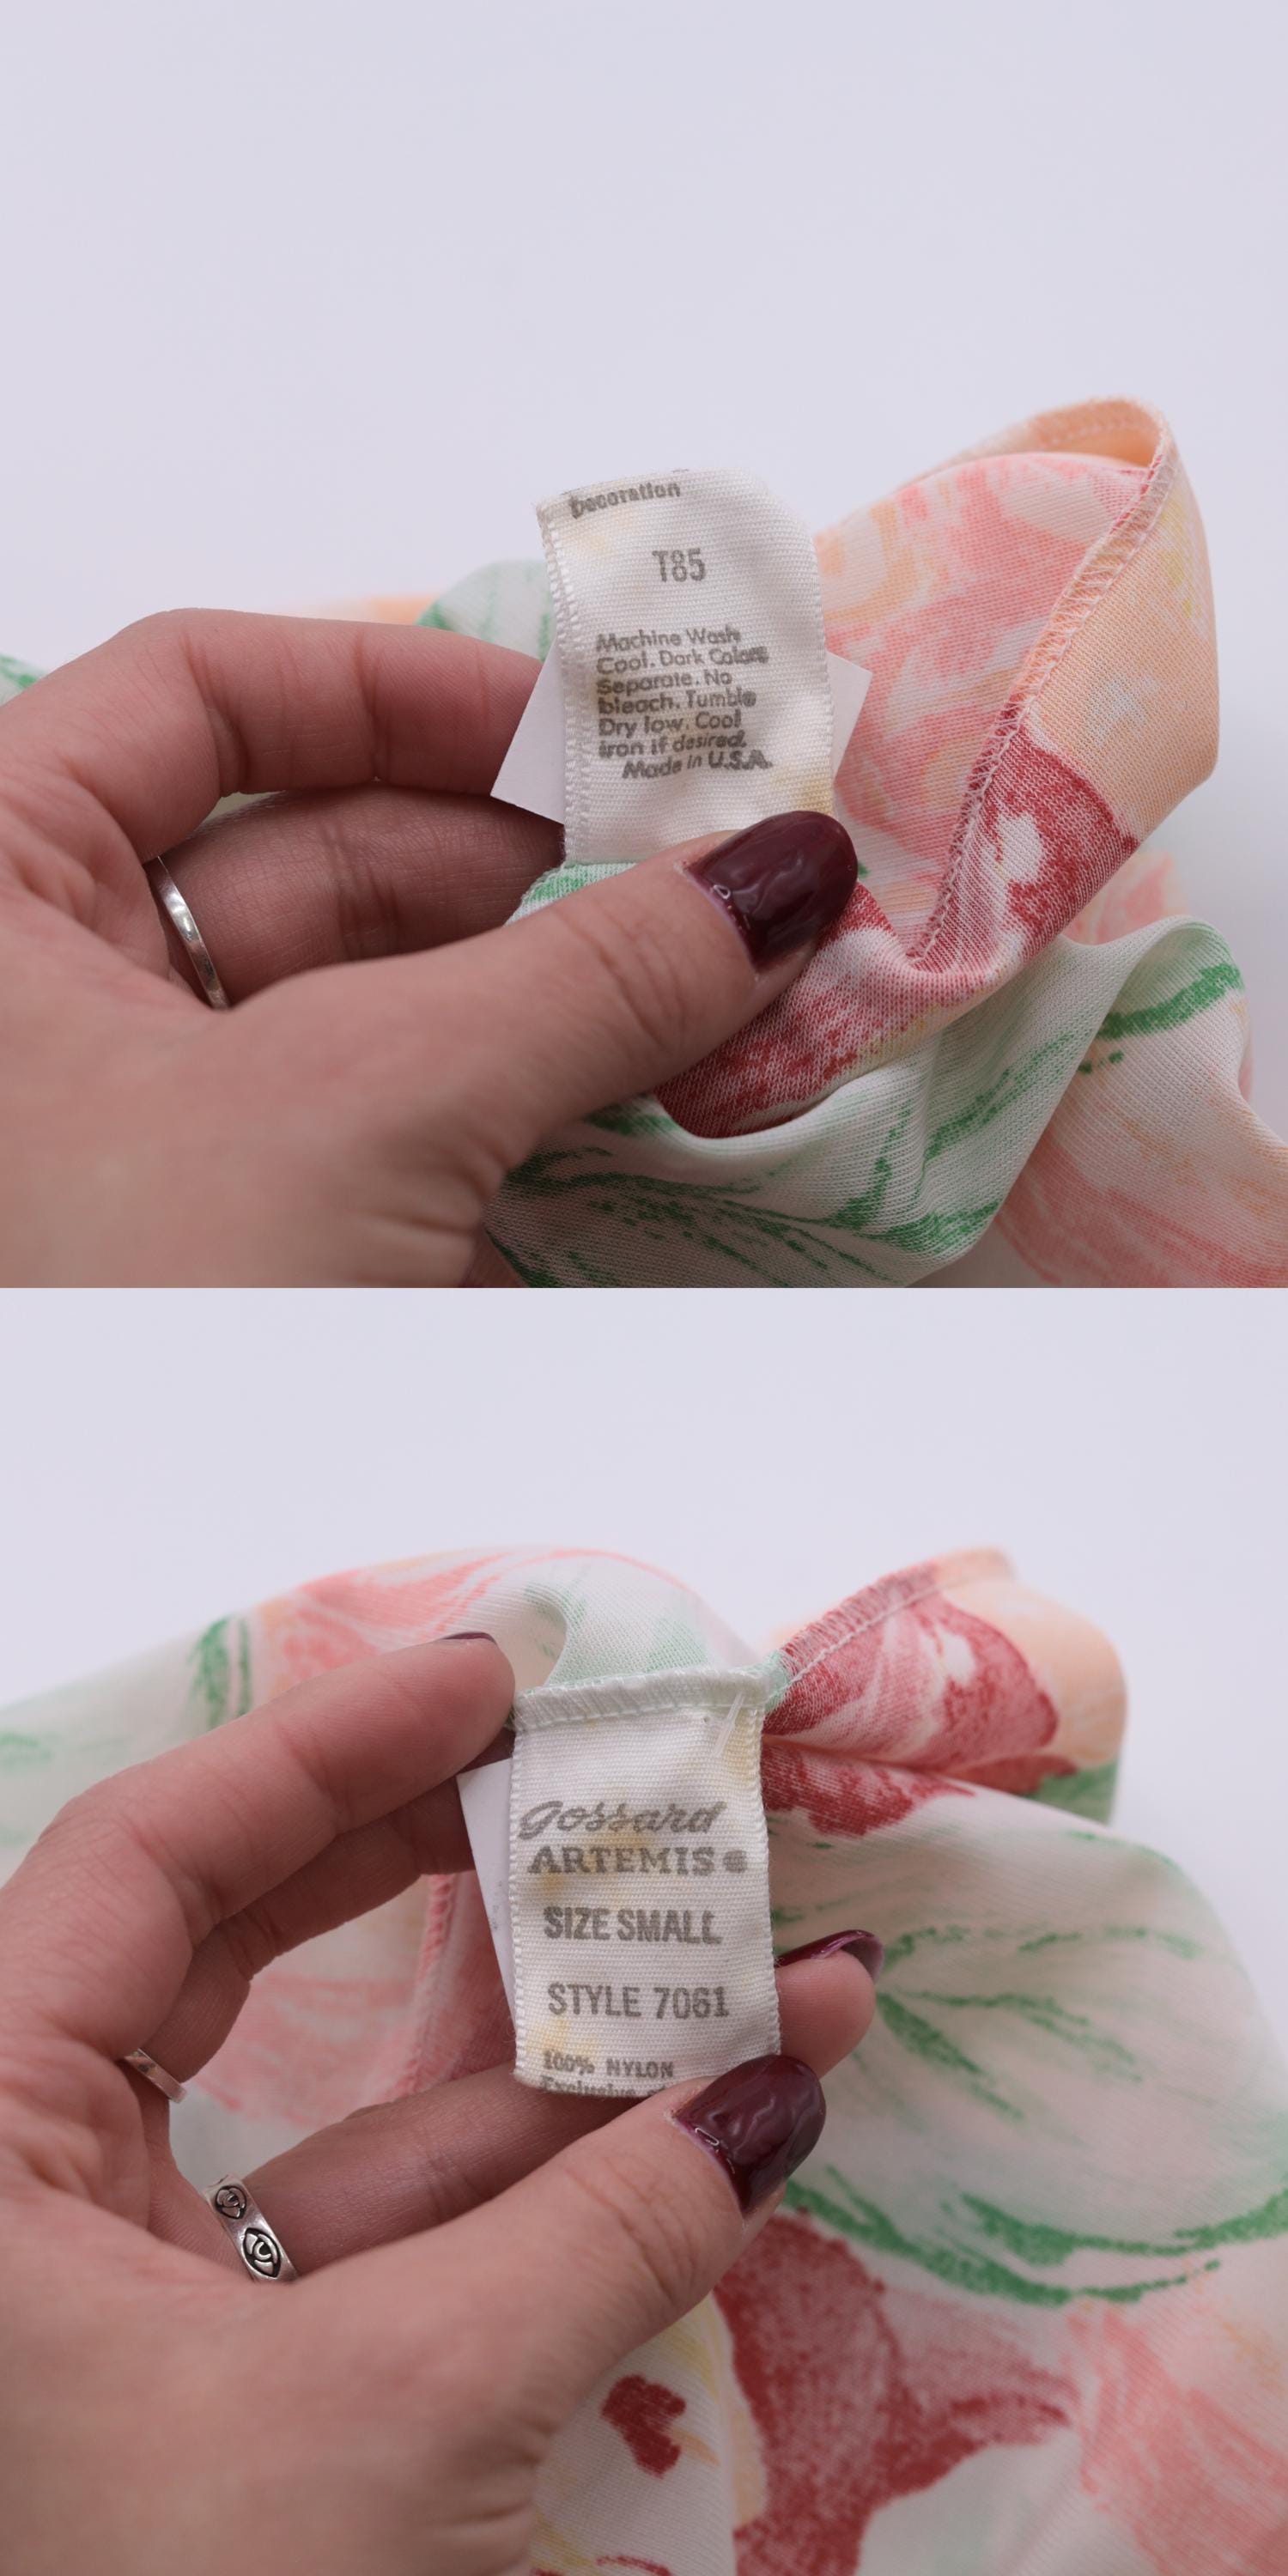 Decoration
T85
Machine Wash
Cool. Dark Colors
Separate. No
bleach. Tumble
Dry low. Cool
iron if desired.
Made in U.S.A.
Gossard
ARTEMIS ®
SIZE SMALL
STYLE 7061
100% NYLON